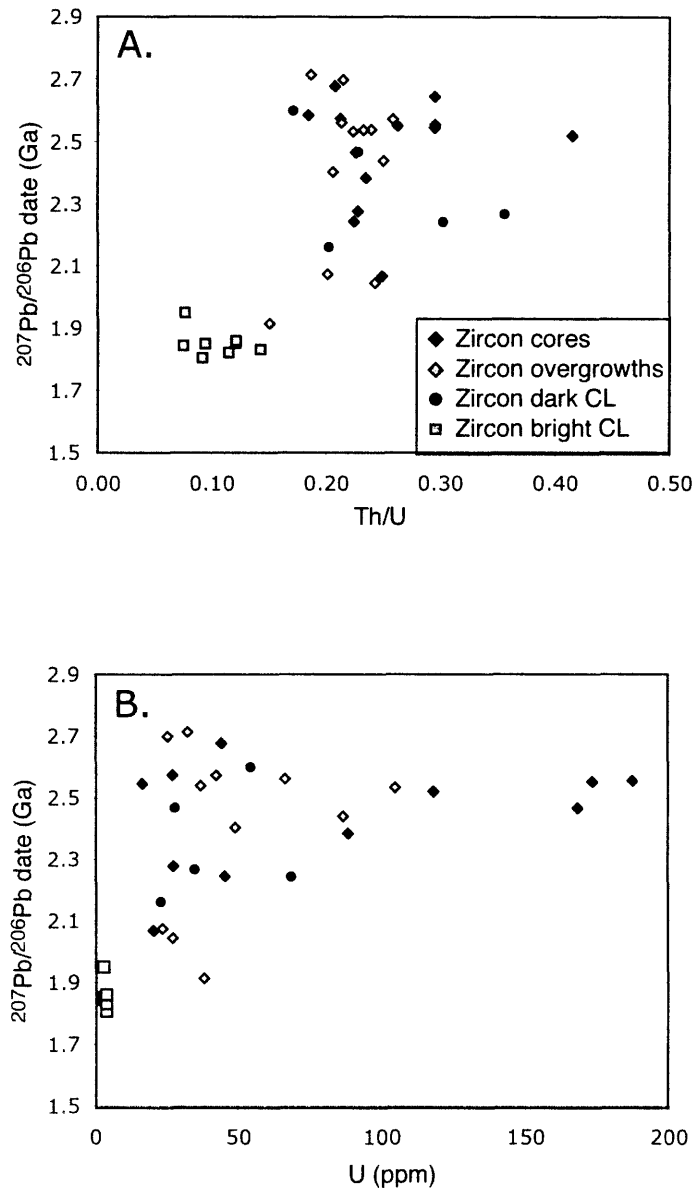 A.
2.9
2.7
2.5
2.3
2.1
1.9
1.7
1.5
207Pb/206Pb date (Ga)
Zircon cores
Zircon overgrowths
Zircon dark CL
Zircon bright CL
0.00 0.10 0.20 0.30 0.40 0.50
Th/U
B.
2.9
2.7
2.5
2.3
2.1
1.9
1.7
1.5
207Pb/206Pb date (Ga)
0 50 100 150 200
U (ppm)